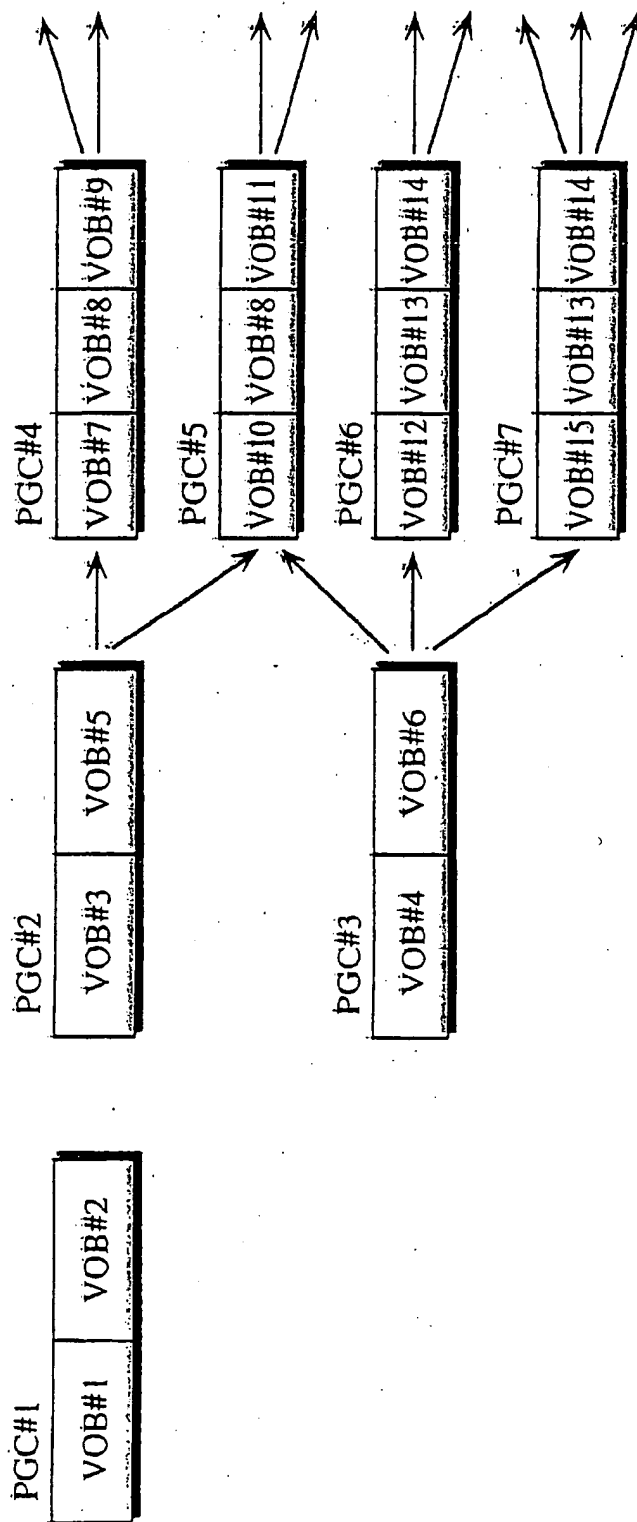 PGC#1
VOB#1 VOB#2
PGC#2
VOB#3 VOB#5
PGC#3
VOB#4 VOB#6
PGC#4
VOB#7 VOB#8 VOB#9
PGC#5
VOB#10 VOB#8 VOB#11
PGC#6
VOB#12 VOB#13 VOB#14
PGC#7
VOB#15 VOB#13 VOB#14